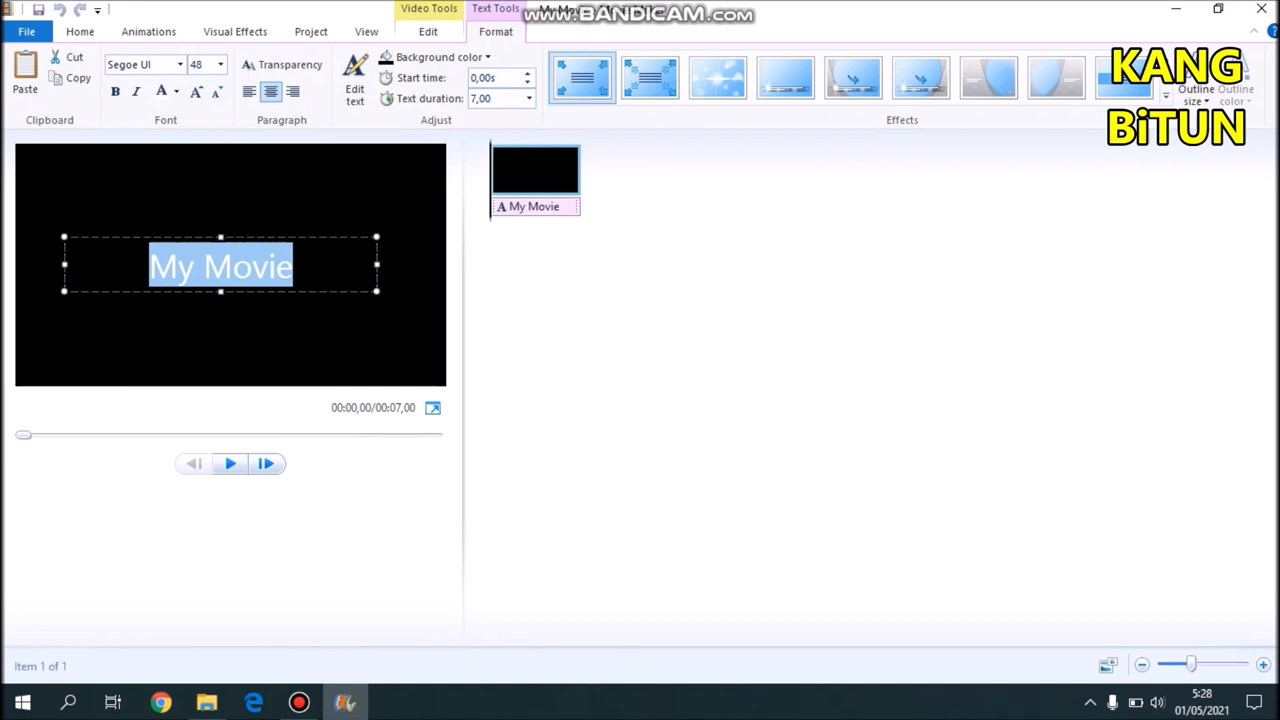 Video Tools
Text Tools
My Mov
www.BANDICAM.com
File
Home
Animations
Visual Effects
Project
View
Edit
Format
Paste
Cut
Copy
Clipboard
Segoe UI
48
B I A A A
Font
Transparency
Paragraph
Edit text
Background color
Start time: 0,00s
Text duration: 7,00
Adjust
Effects
Outline size
Outline color
KANG
BiTUN
My Movie
A My Movie
00:00,00/00:07,00
Item 1 of 1
5:28
01/05/2021